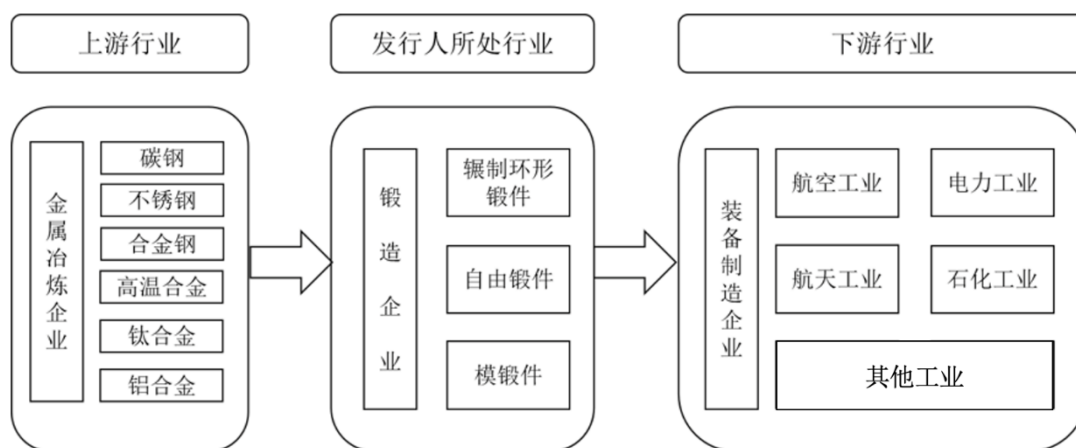 上游行业
发行人所处行业
下游行业
金属冶炼企业
碳钢
不锈钢
合金钢
高温合金
钛合金
铝合金
锻造企业
辗制环形
锻件
自由锻件
模锻件
装备制造企业
航空工业
电力工业
航天工业
石化工业
其他工业